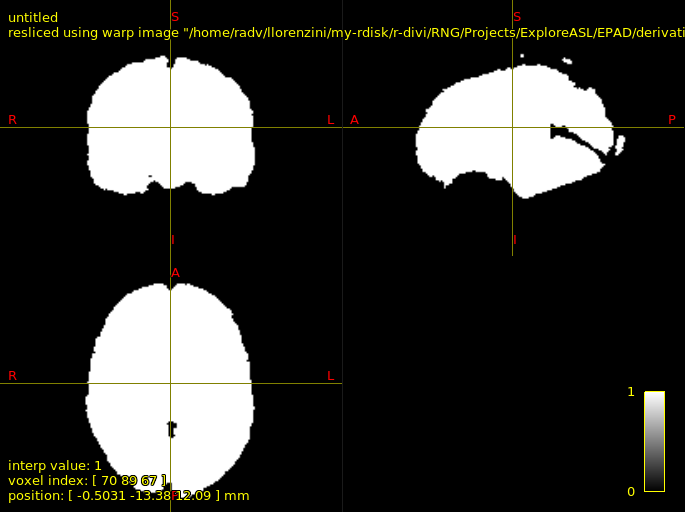 untitled
resliced using warp image "/home/radv/llorenzini/my-rdisk/r-divi/RNG/Projects/ExploreASL/EPAD/derivati
S
S
R
L
A
P
I
I
A
R
L
1
interp value: 1
voxel index: [ 70 89 67 ]
0
position: [ -0.5031 -13.38 12.09 ] mm